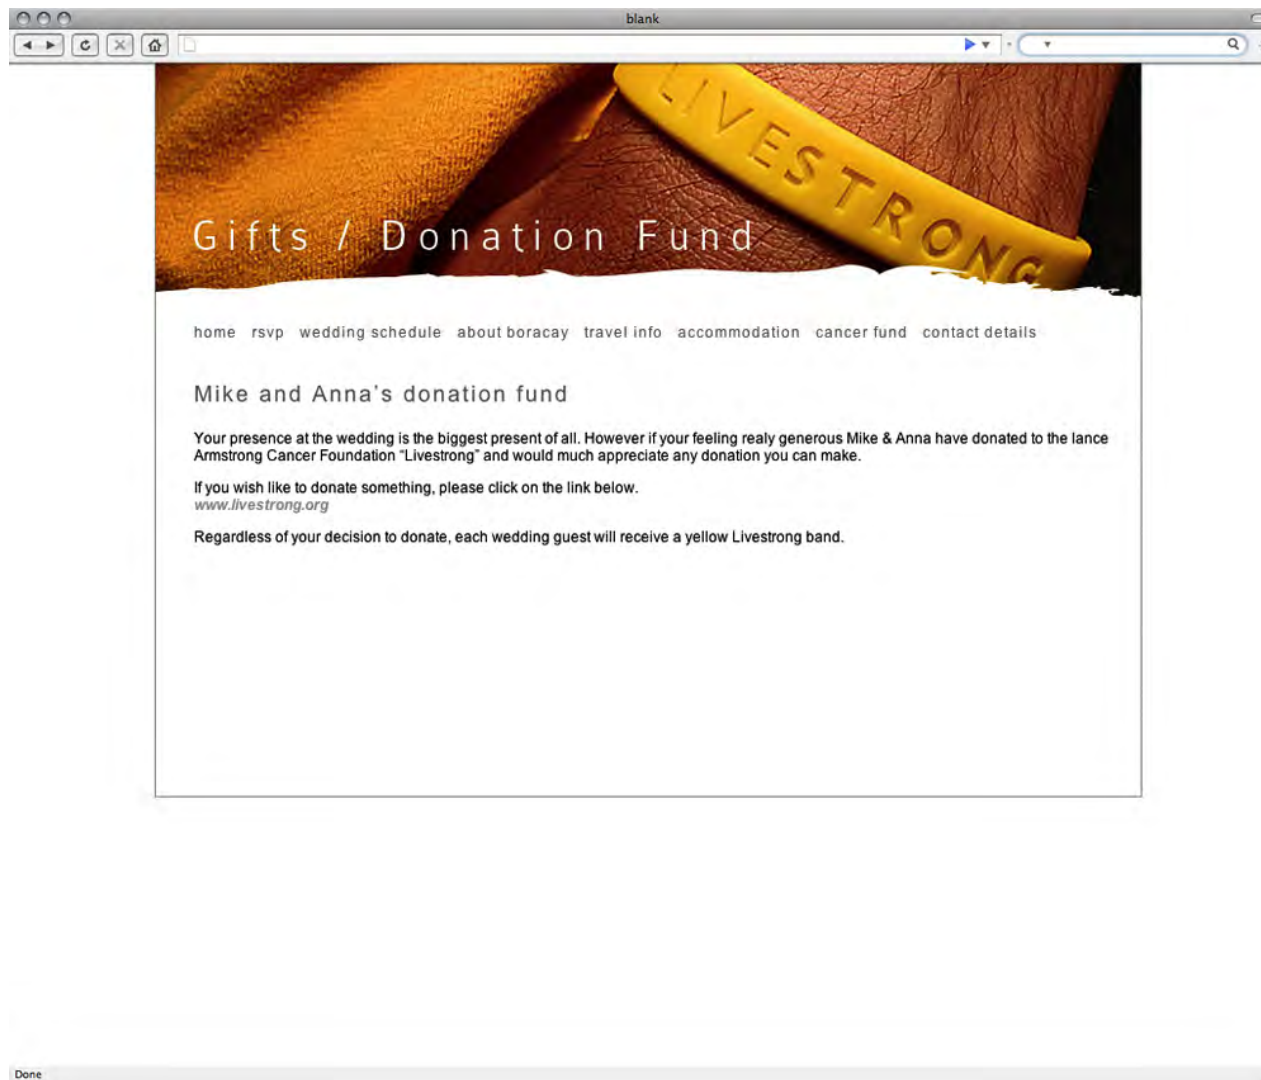 blank
LIVESTRONG
Gifts / Donation Fund
home rsvp wedding schedule about boracay travel info accommodation cancer fund contact details
Mike and Anna's donation fund
Your presence at the wedding is the biggest present of all. However if your feeling realy generous Mike & Anna have donated to the lance
Armstrong Cancer Foundation “Livestrong” and would much appreciate any donation you can make.
If you wish like to donate something, please click on the link below.
www.livestrong.org
Regardless of your decision to donate, each wedding guest will receive a yellow Livestrong band.
Done